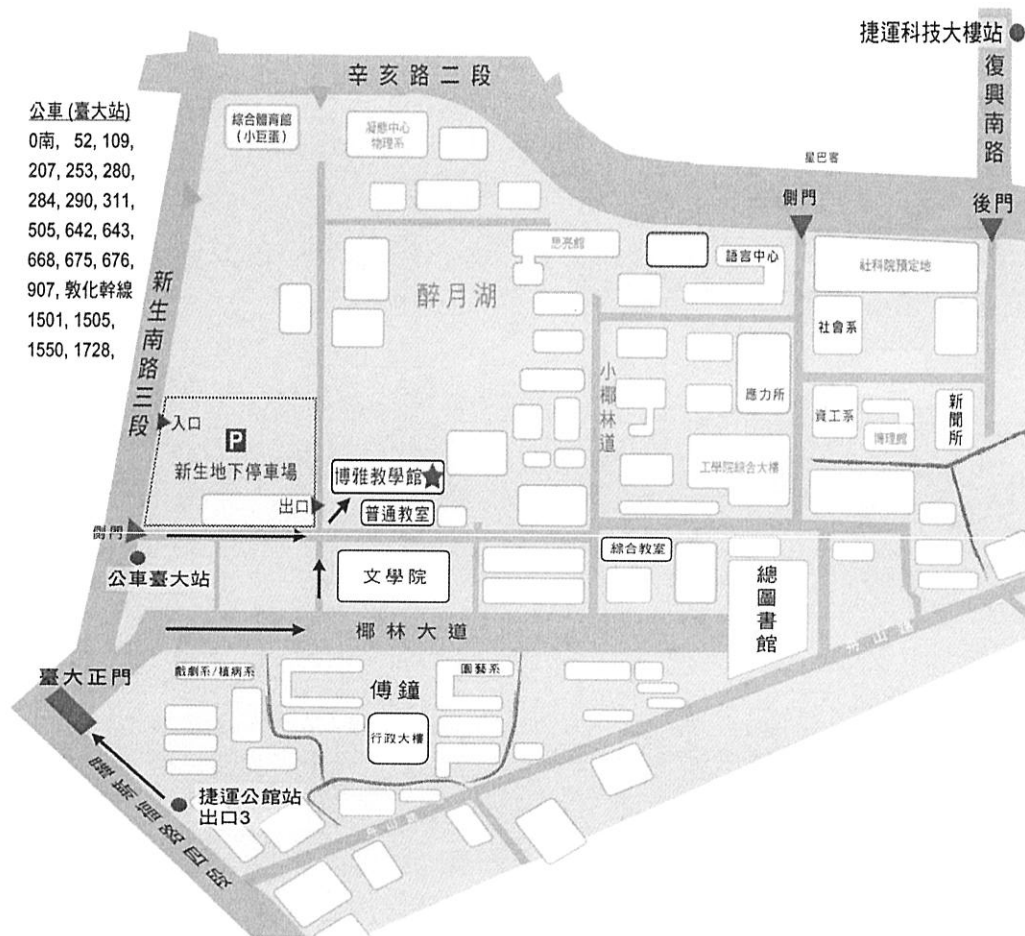 捷運科技大樓站
復興南路
辛亥路二段
公車 (臺大站)
0南, 52, 109,
207, 253, 280,
284, 290, 311,
505, 642, 643,
668, 675, 676,
907, 敦化幹線
1501, 1505,
1550, 1728,
綜合體育館
(小巨蛋)
凝態中心
物理系
星巴客
側門
後門
新生南路三段
醉月湖
思亮館
語言中心
社科院預定地
社會系
小椰林道
應力所
資工系
博理館
新聞所
入口
P
新生地下停車場
出口
博雅教學館
普通教室
工學院綜合大樓
側門
公車臺大站
文學院
綜合教室
總圖書館
椰林大道
舟山路
臺大正門
戲劇系/植病系
園藝系
傅鐘
行政大樓
捷運公館站
出口3
舟山路